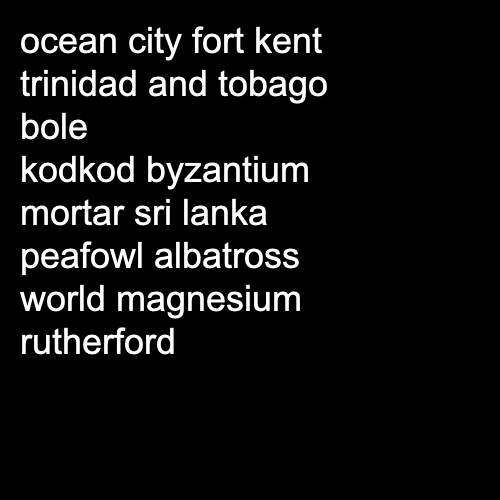 ocean city fort kent
trinidad and tobago
bole
kodkod byzantium
mortar sri lanka
peafowl albatross
world magnesium
rutherford